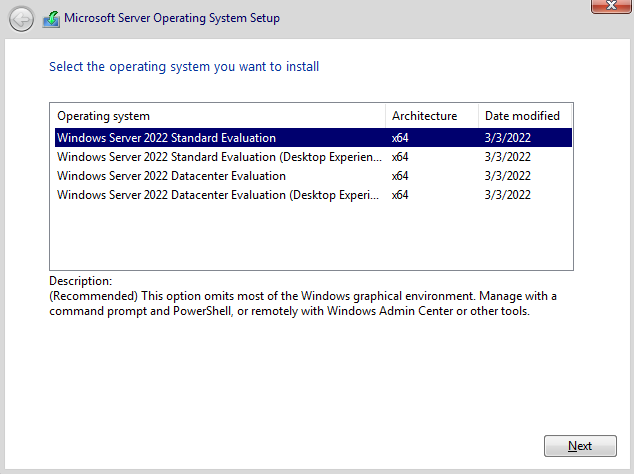 Microsoft Server Operating System Setup
Select the operating system you want to install
Operating system Architecture Date modified
Windows Server 2022 Standard Evaluation x64 3/3/2022
Windows Server 2022 Standard Evaluation (Desktop Experien... x64 3/3/2022
Windows Server 2022 Datacenter Evaluation x64 3/3/2022
Windows Server 2022 Datacenter Evaluation (Desktop Experi... x64 3/3/2022
Description:
(Recommended) This option omits most of the Windows graphical environment. Manage with a
command prompt and PowerShell, or remotely with Windows Admin Center or other tools.
Next